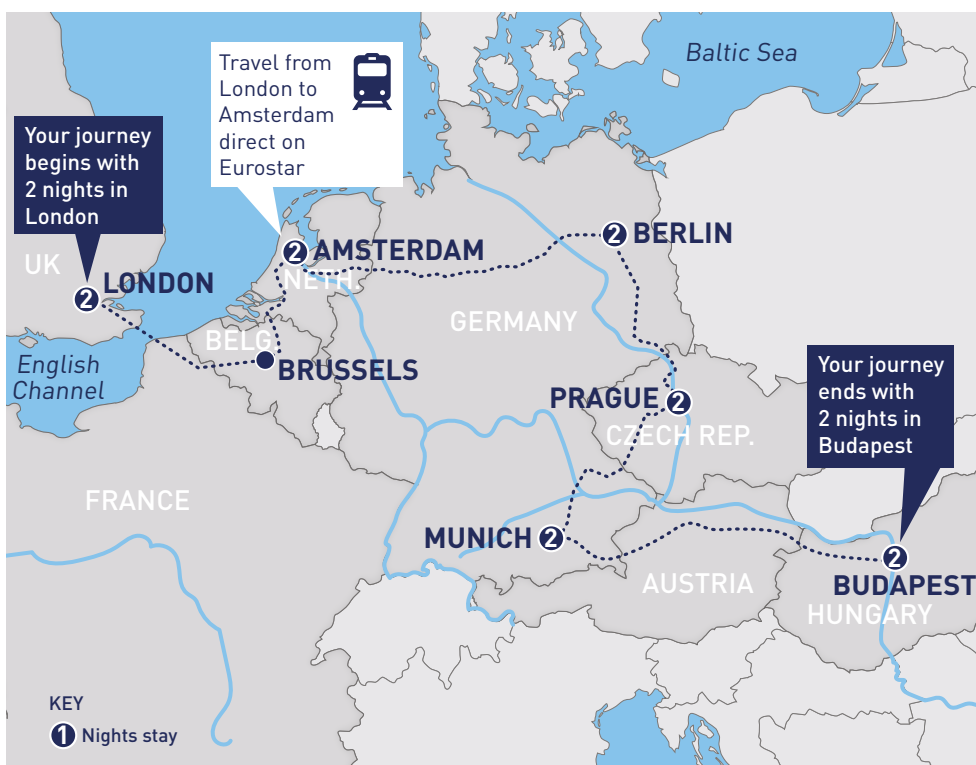 Baltic Sea
Travel from
London to
Amsterdam
direct on
Eurostar
Your journey
begins with
2 nights in
London
UK
2 LONDON
2 AMSTERDAM
NETH.
2 BERLIN
GERMANY
BELG
BRUSSELS
English
Channel
PRAGUE 2
CZECH REP.
Your journey
ends with
2 nights in
Budapest
FRANCE
MUNICH 2
AUSTRIA
2
BUDAPEST
HUNGARY
KEY
1 Nights stay